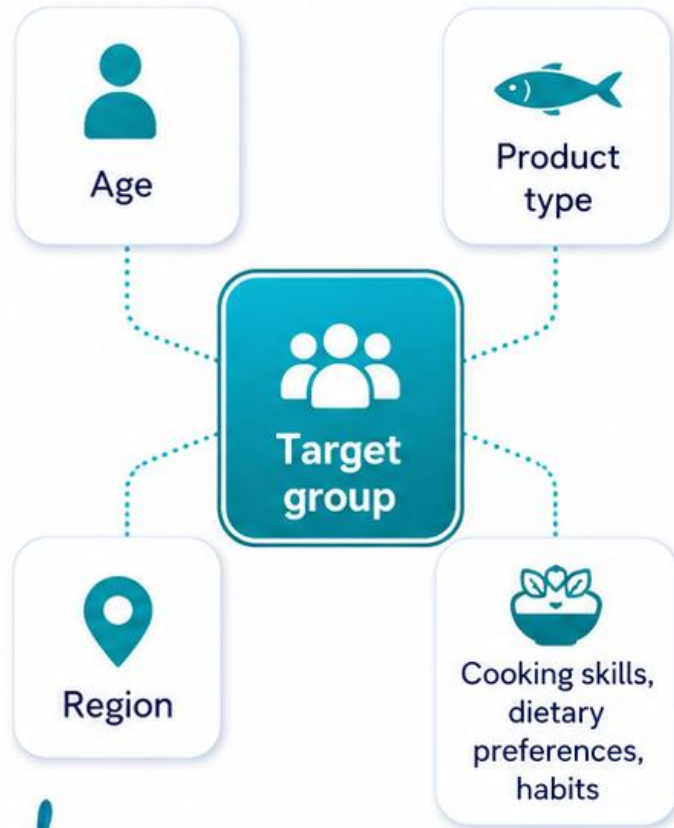 Age
Product
type
Target
group
Region
Cooking skills,
dietary
preferences,
habits